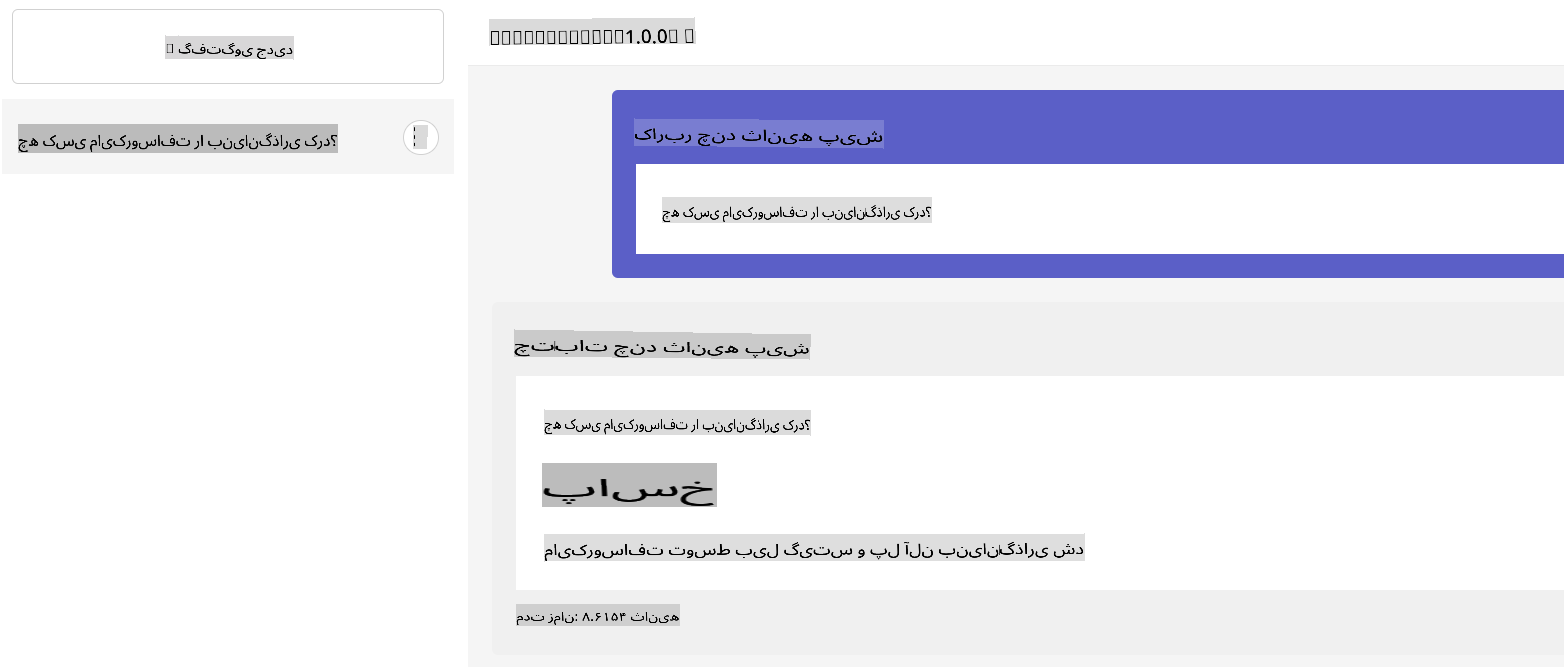 گفتگوی جدید
چه کسی مایکروسافت را بنیانگذاری کرد؟
1.0.0
کاربر چند ثانیه پیش
چه کسی مایکروسافت را بنیانگذاری کرد؟
چتبات چند ثانیه پیش
چه کسی مایکروسافت را بنیانگذاری کرد؟
پاسخ
مایکروسافت توسط بیل گیتس و پل آلن بنیانگذاری شد
مدت زمان: ۸.۶۱۵۴ ثانیه